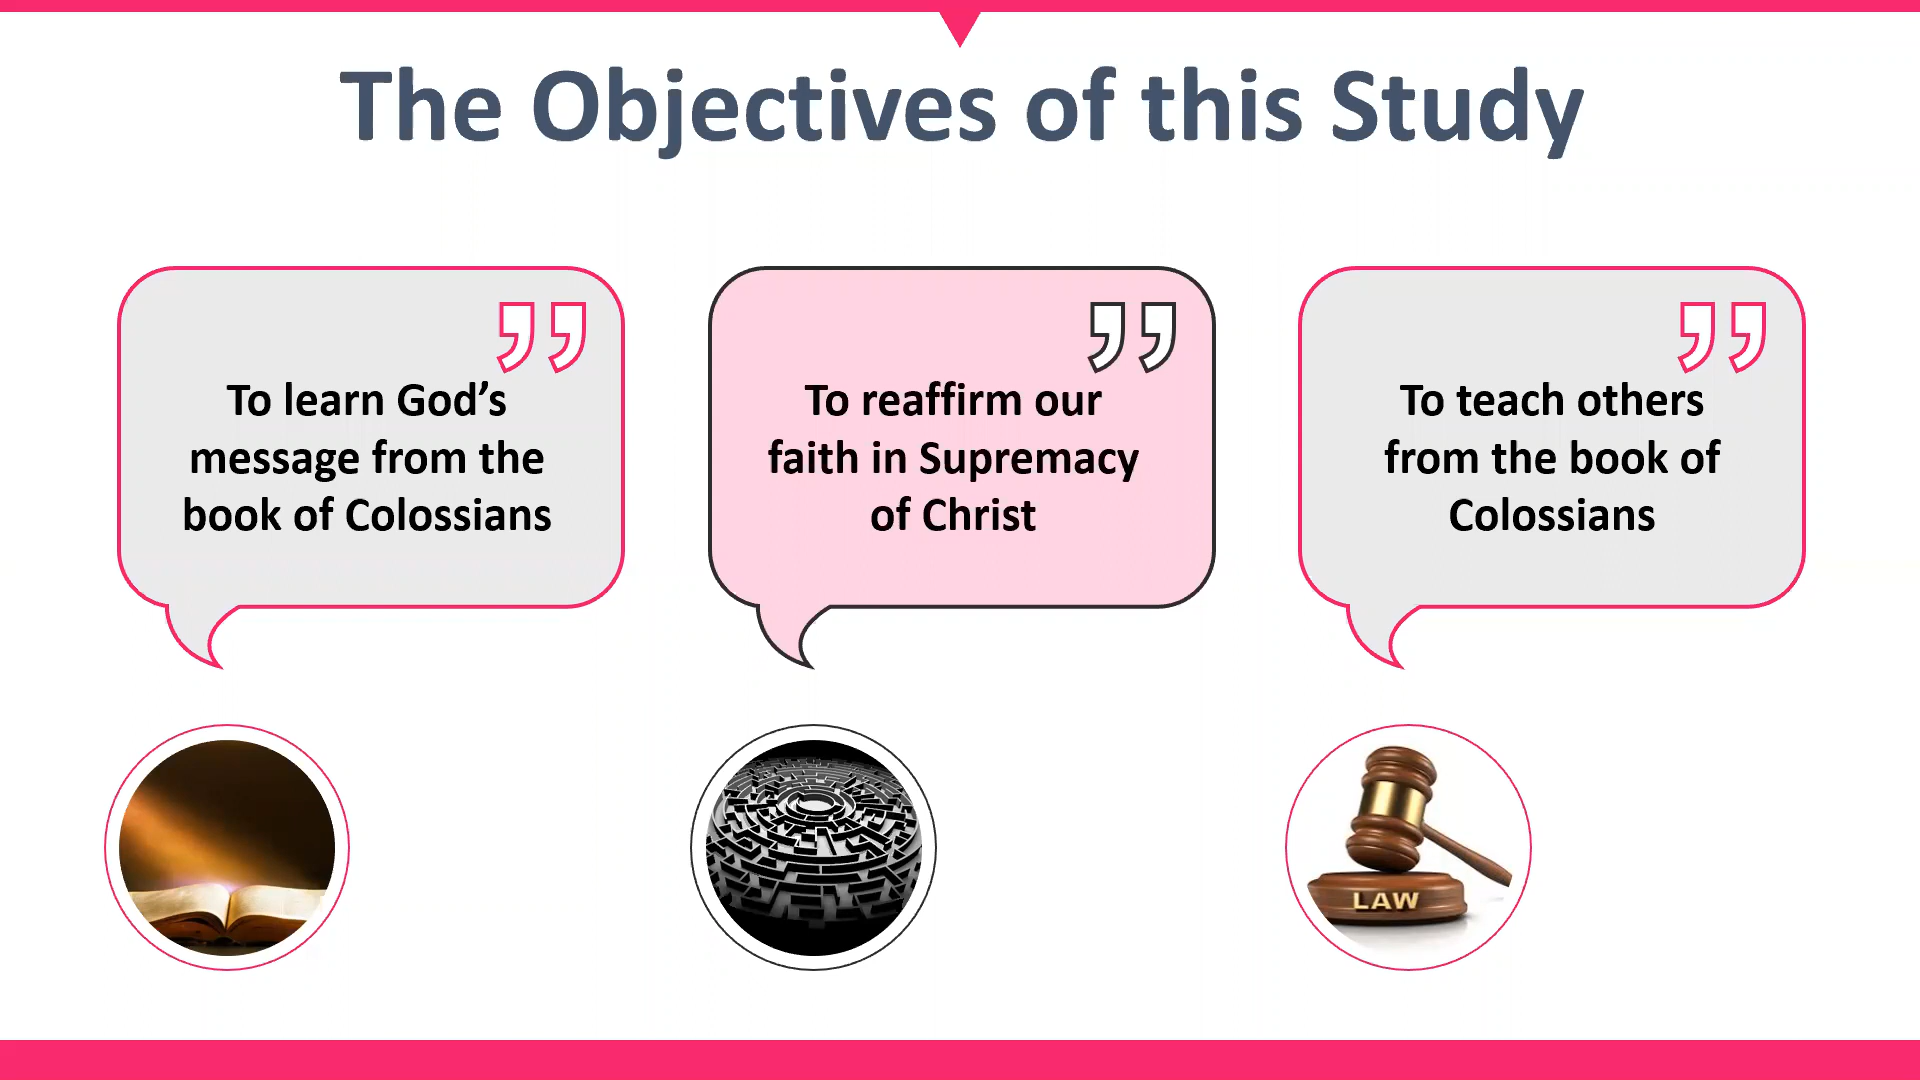 The Objectives of this Study
To learn God’s
message from the
book of Colossians
To reaffirm our
faith in Supremacy
of Christ
To teach others
from the book of
Colossians
LAW